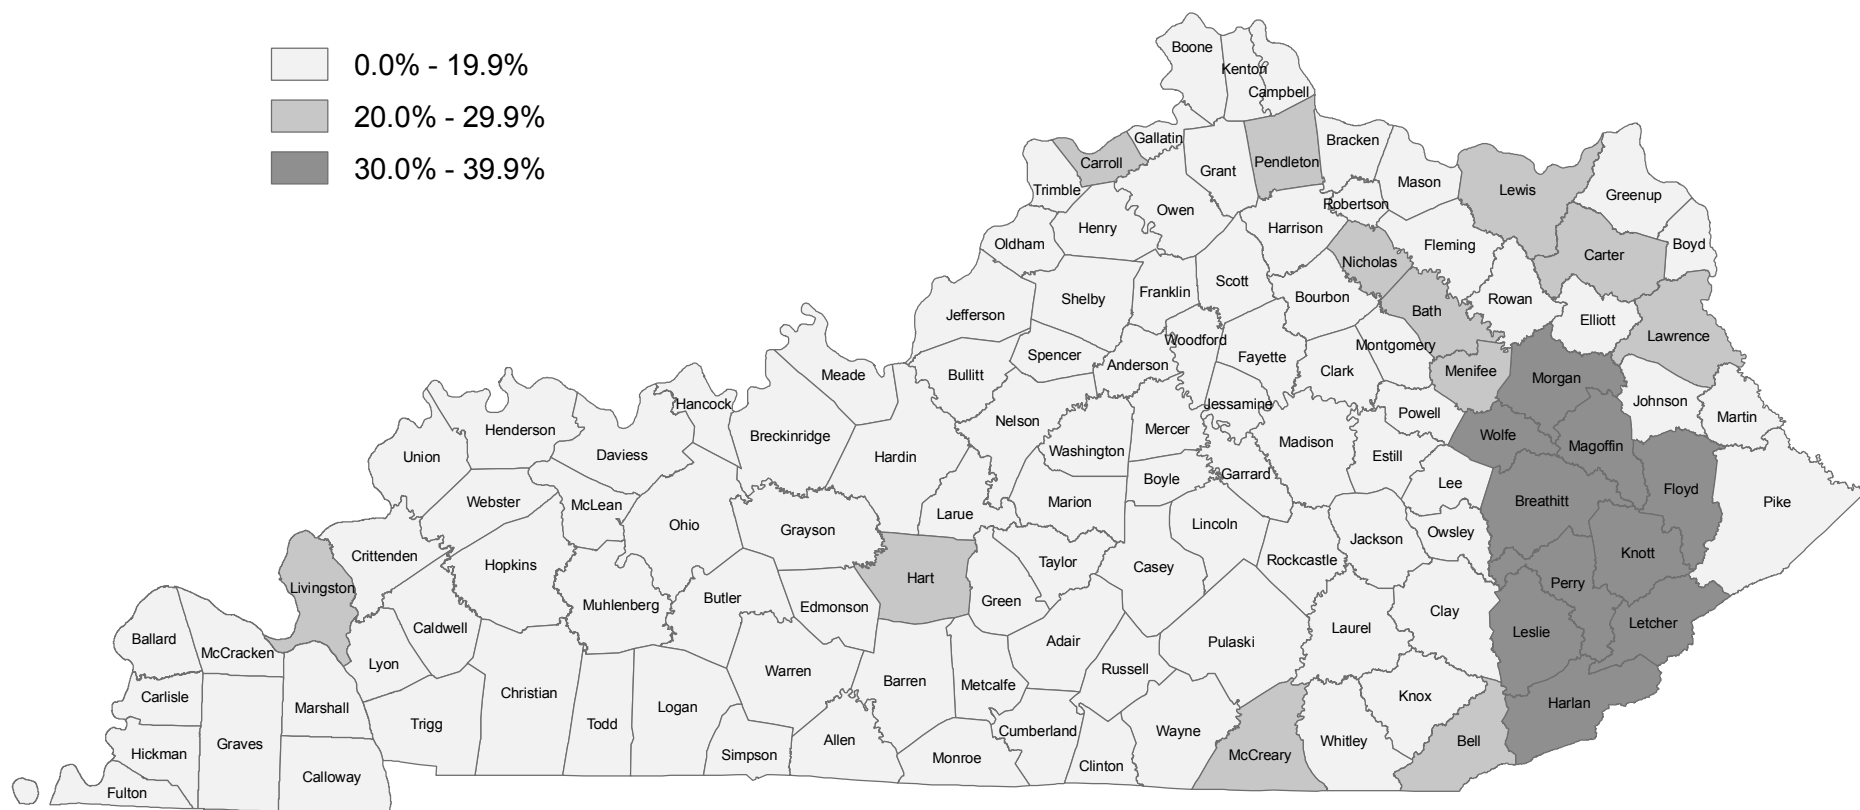 0.0% - 19.9%
20.0% - 29.9%
30.0% - 39.9%
Boone
Kenton
Campbell
Gallatin
Carroll
Trimble
Grant
Pendleton
Bracken
Mason
Lewis
Greenup
Robertson
Owen
Henry
Oldham
Harrison
Fleming
Boyd
Carter
Nicholas
Scott
Franklin
Shelby
Jefferson
Bourbon
Bath
Rowan
Elliott
Lawrence
Woodford
Fayette
Montgomery
Spencer
Anderson
Clark
Menifee
Morgan
Meade
Bullitt
Johnson
Martin
Hancock
Jessamine
Powell
Henderson
Breckinridge
Nelson
Mercer
Madison
Wolfe
Magoffin
Union
Daviess
Hardin
Washington
Estill
Boyle
Garrard
Lee
Floyd
Webster
McLean
Ohio
Grayson
Larue
Marion
Lincoln
Breathitt
Pike
Owsley
Jackson
Crittenden
Hopkins
Taylor
Casey
Rockcastle
Knott
Livingston
Hart
Perry
Muhlenberg
Butler
Edmonson
Green
Clay
Letcher
Leslie
Ballard
McCracken
Caldwell
Lyon
Adair
Pulaski
Laurel
Warren
Barren
Metcalfe
Russell
Carlisle
Marshall
Christian
Logan
Knox
Harlan
Trigg
Todd
Cumberland
Wayne
Hickman
Graves
Simpson
Allen
Monroe
McCreary
Whitley
Bell
Calloway
Clinton
Fulton